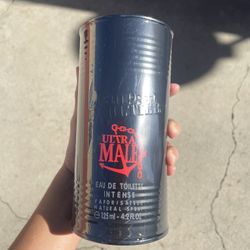 ULTRA
MALE
EAU DE TOILETTE
INTENSE
VAPORISATEUR
NATURAL SPRAY
℮ 125 ml - 4.2 FL.OZ.